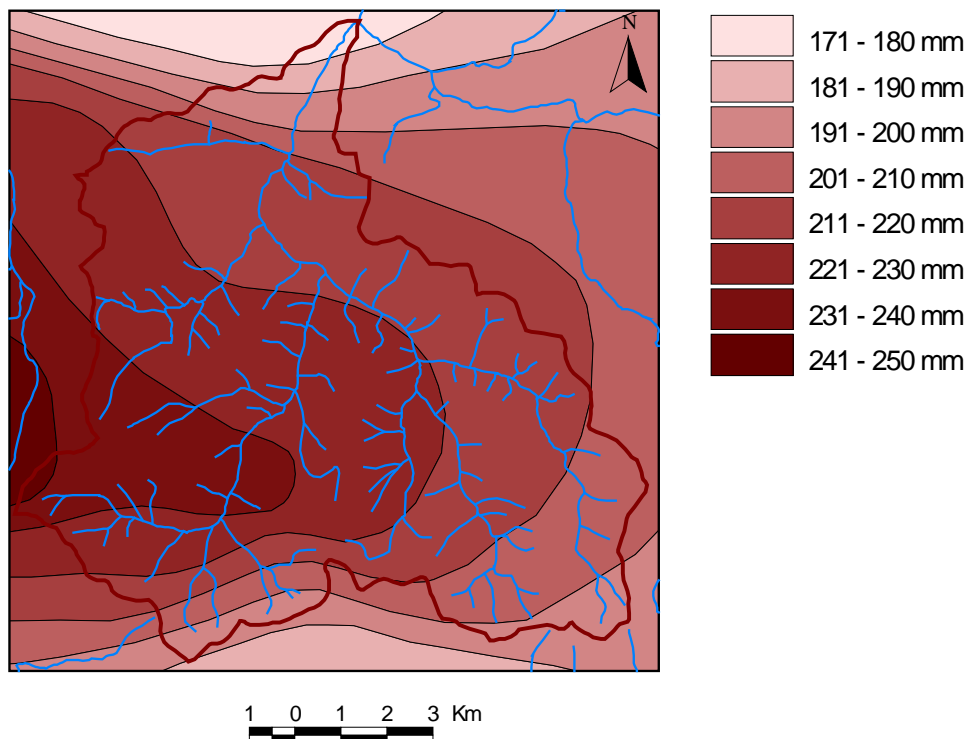 N
171 - 180 mm
181 - 190 mm
191 - 200 mm
201 - 210 mm
211 - 220 mm
221 - 230 mm
231 - 240 mm
241 - 250 mm
1 0 1 2 3 Km